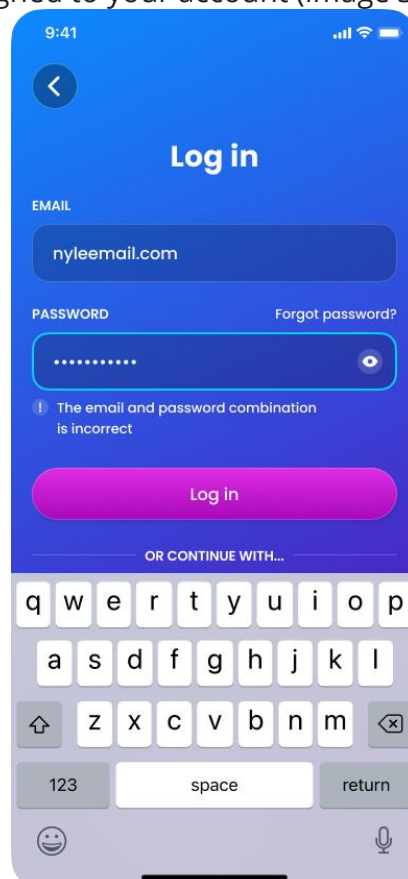 gned to your account (image s
9:41
Log in
EMAIL
nyleemail.com
PASSWORD Forgot password?
•••••••••••
! The email and password combination
is incorrect
Log in
OR CONTINUE WITH...
q w e r t y u i o p
a s d f g h j k l
z x c v b n m
123 space return